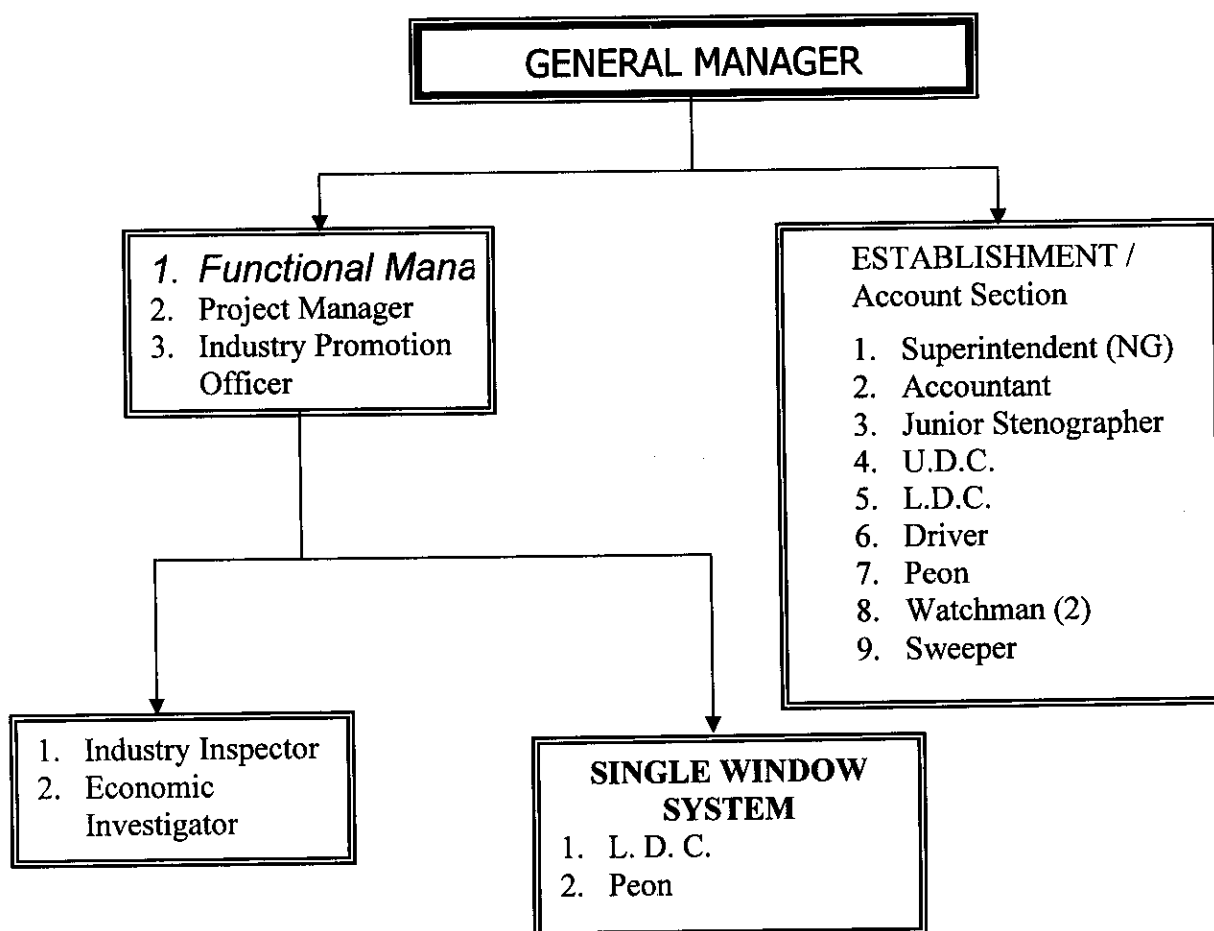 GENERAL MANAGER
1. Functional Mana
2. Project Manager
3. Industry Promotion
Officer
ESTABLISHMENT /
Account Section
1. Superintendent (NG)
2. Accountant
3. Junior Stenographer
4. U.D.C.
5. L.D.C.
6. Driver
7. Peon
8. Watchman (2)
9. Sweeper
1. Industry Inspector
2. Economic
Investigator
SINGLE WINDOW
SYSTEM
1. L. D. C.
2. Peon